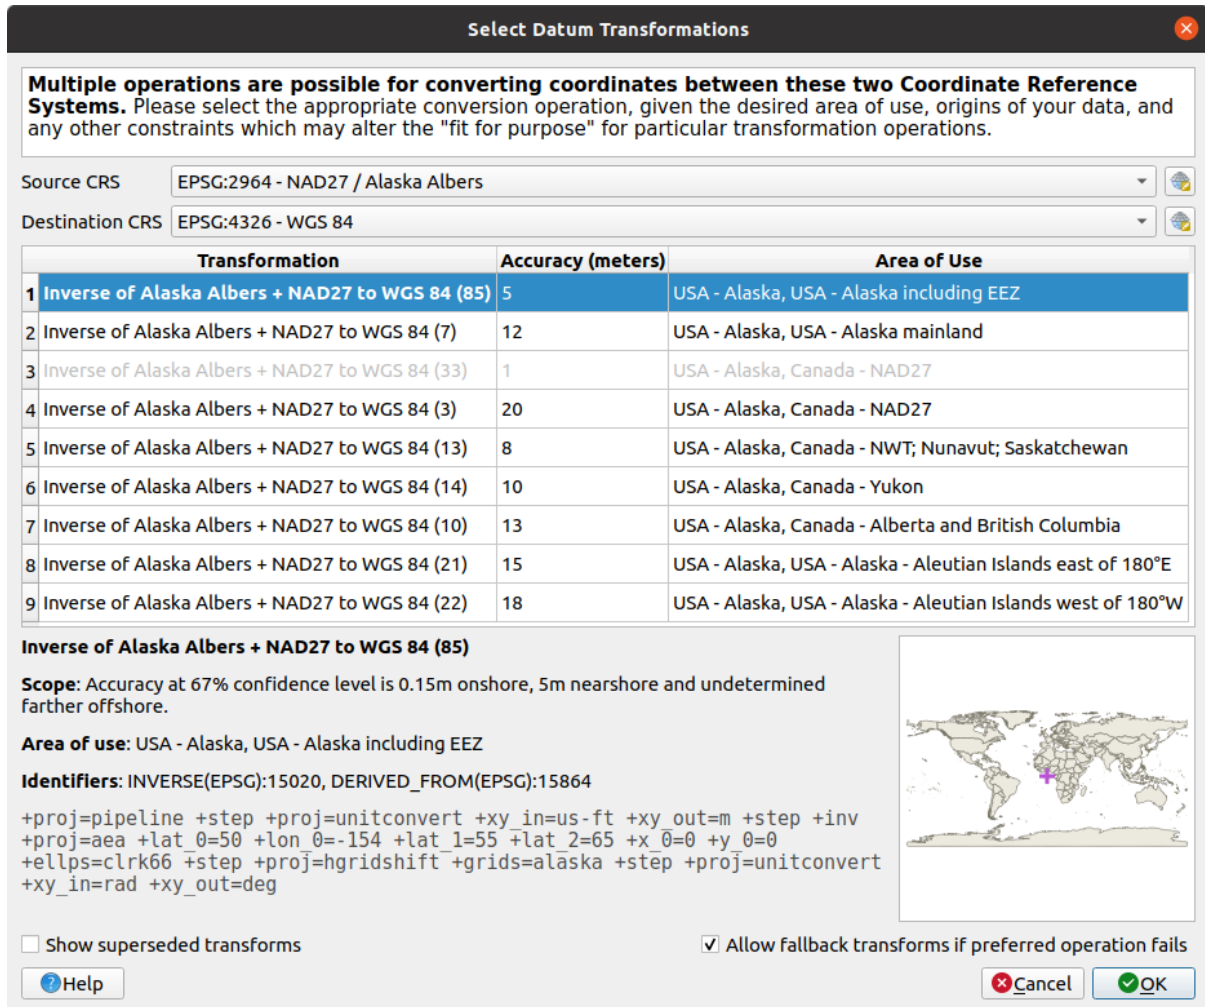 Select Datum Transformations
Multiple operations are possible for converting coordinates between these two Coordinate Reference
Systems. Please select the appropriate conversion operation, given the desired area of use, origins of your data, and
any other constraints which may alter the "fit for purpose" for particular transformation operations.
Source CRS EPSG:2964 - NAD27 / Alaska Albers
Destination CRS EPSG:4326 - WGS 84
Transformation Accuracy (meters) Area of Use
1 Inverse of Alaska Albers + NAD27 to WGS 84 (85) 5 USA - Alaska, USA - Alaska including EEZ
2 Inverse of Alaska Albers + NAD27 to WGS 84 (7) 12 USA - Alaska, USA - Alaska mainland
3 Inverse of Alaska Albers + NAD27 to WGS 84 (33) 1 USA - Alaska, Canada - NAD27
4 Inverse of Alaska Albers + NAD27 to WGS 84 (3) 20 USA - Alaska, Canada - NAD27
5 Inverse of Alaska Albers + NAD27 to WGS 84 (13) 8 USA - Alaska, Canada - NWT; Nunavut; Saskatchewan
6 Inverse of Alaska Albers + NAD27 to WGS 84 (14) 10 USA - Alaska, Canada - Yukon
7 Inverse of Alaska Albers + NAD27 to WGS 84 (10) 13 USA - Alaska, Canada - Alberta and British Columbia
8 Inverse of Alaska Albers + NAD27 to WGS 84 (21) 15 USA - Alaska, USA - Alaska - Aleutian Islands east of 180°E
9 Inverse of Alaska Albers + NAD27 to WGS 84 (22) 18 USA - Alaska, USA - Alaska - Aleutian Islands west of 180°W
Inverse of Alaska Albers + NAD27 to WGS 84 (85)
Scope: Accuracy at 67% confidence level is 0.15m onshore, 5m nearshore and undetermined
farther offshore.
Area of use: USA - Alaska, USA - Alaska including EEZ
Identifiers: INVERSE(EPSG):15020, DERIVED_FROM(EPSG):15864
+proj=pipeline +step +proj=unitconvert +xy_in=us-ft +xy_out=m +step +inv
+proj=aea +lat_0=50 +lon_0=-154 +lat_1=55 +lat_2=65 +x_0=0 +y_0=0
+ellps=clrk66 +step +proj=hgridshift +grids=alaska +step +proj=unitconvert
+xy_in=rad +xy_out=deg
Show superseded transforms
Allow fallback transforms if preferred operation fails
Help
Cancel
OK